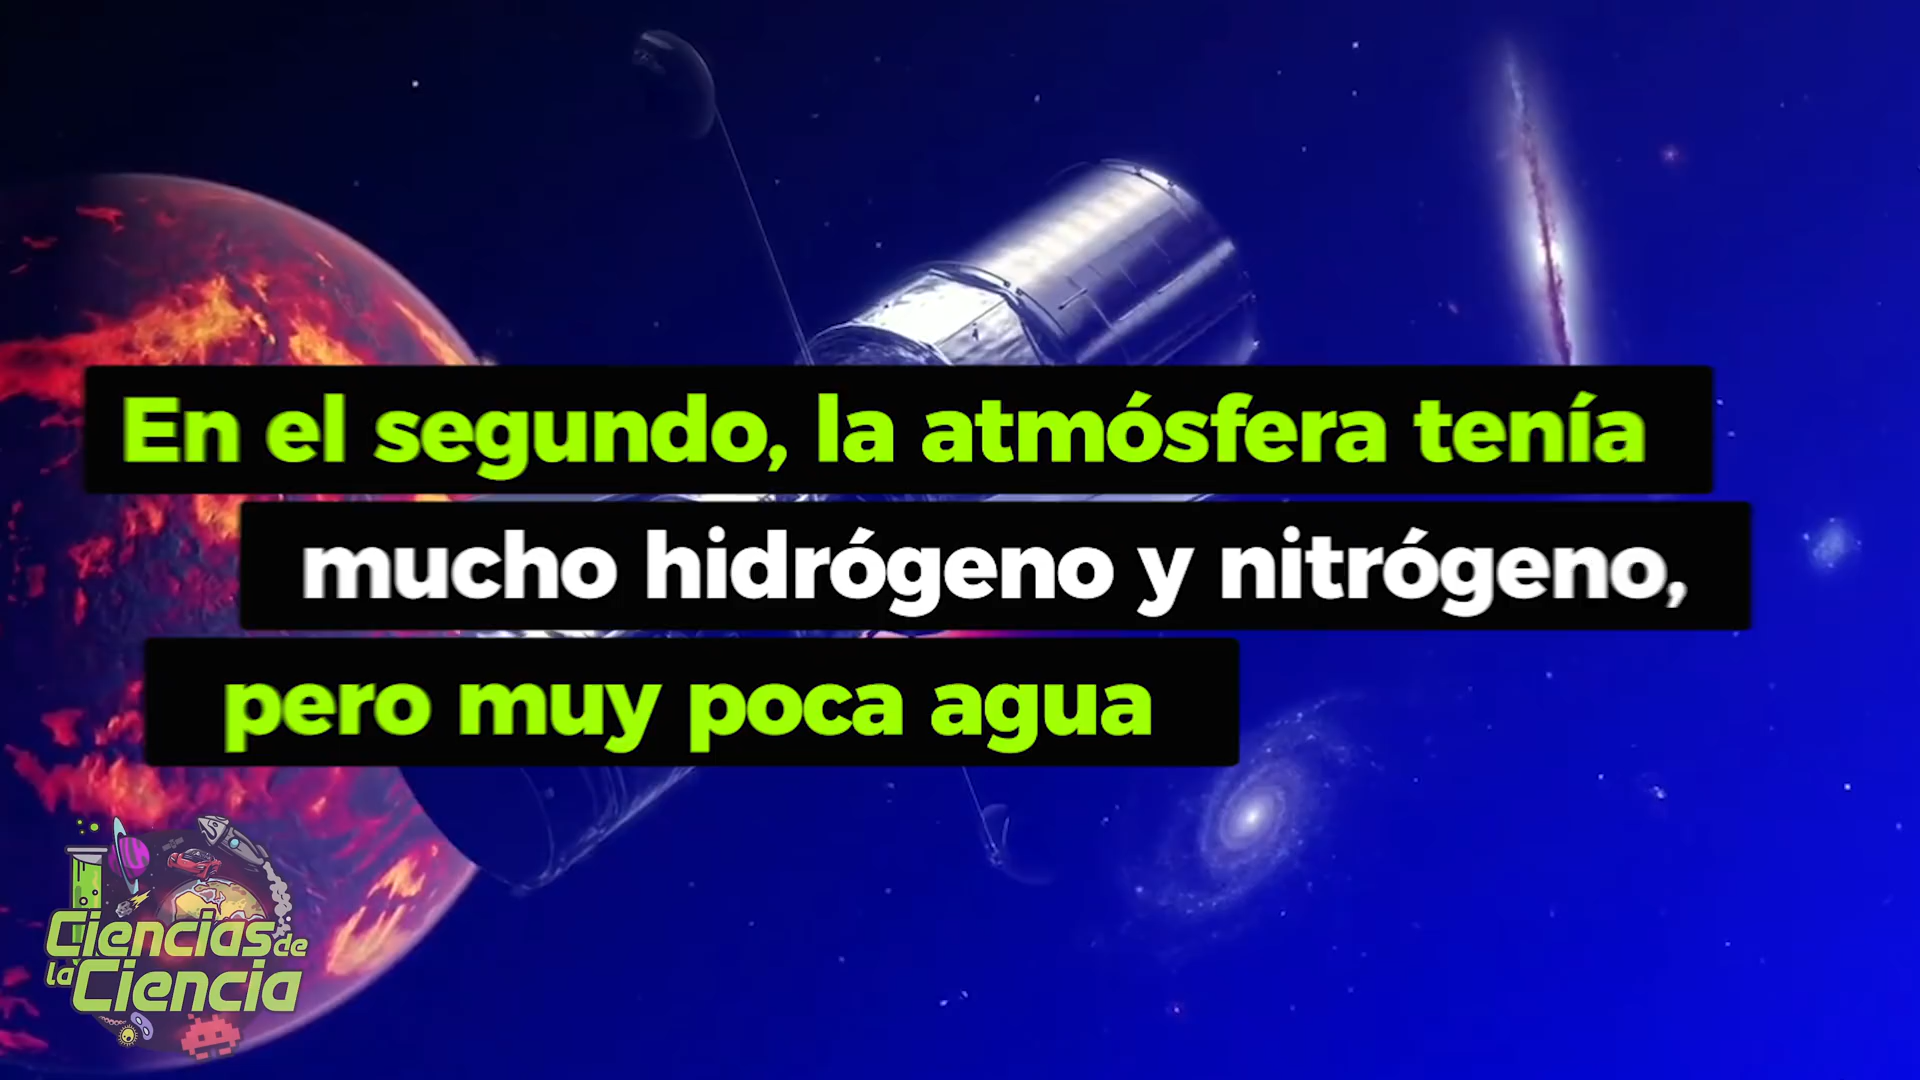 En el segundo, la atmósfera tenía
mucho hidrógeno y nitrógeno,
pero muy poca agua
Ciencias de
la Ciencia